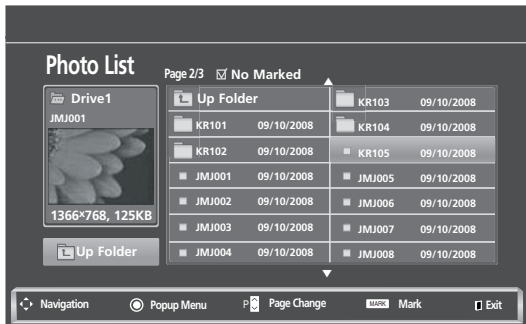 Photo List
Page 2/3 No Marked
Drive1
JMJ001
1366×768, 125KB
Up Folder
Up Folder
KR101 09/10/2008
KR102 09/10/2008
JMJ001 09/10/2008
JMJ002 09/10/2008
JMJ003 09/10/2008
JMJ004 09/10/2008
KR103 09/10/2008
KR104 09/10/2008
KR105 09/10/2008
JMJ005 09/10/2008
JMJ006 09/10/2008
JMJ007 09/10/2008
JMJ008 09/10/2008
Navigation Popup Menu P Page Change MARK Mark Exit